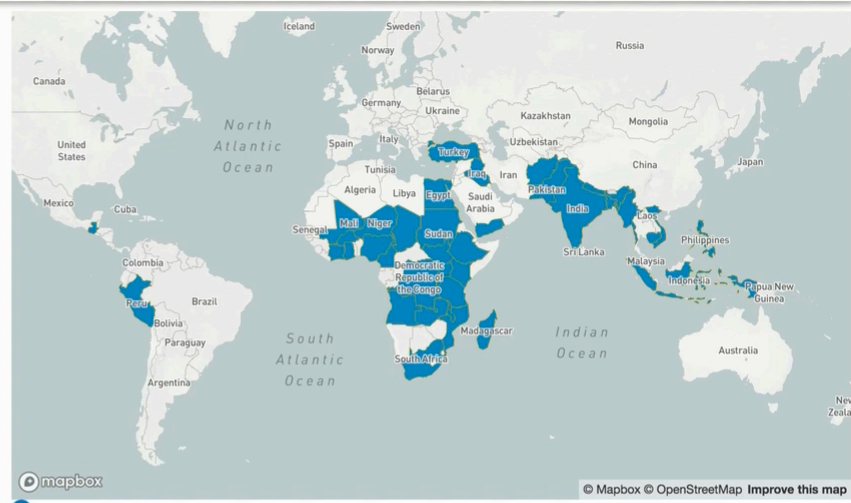 Iceland
Sweden
Norway
Russia
Canada
Belarus
Germany
Ukraine
Kazakhstan
Mongolia
North
Atlantic
Ocean
Italy
Spain
Uzbekistan
United
States
Turkey
China
Japan
Tunisia
Iraq
Iran
Algeria
Libya
Egypt
Pakistan
Saudi
Arabia
Mexico
Cuba
India
Laos
Mali
Niger
Senegal
Sudan
Philippines
Sri Lanka
Colombia
Malaysia
Democratic
Republic of
the Congo
Indonesia
Papua New
Guinea
Peru
Brazil
Bolivia
Madagascar
South
Atlantic
Ocean
Indian
Ocean
Paraguay
South Africa
Australia
Argentina
New
Zeala
mapbox
© Mapbox © OpenStreetMap Improve this map